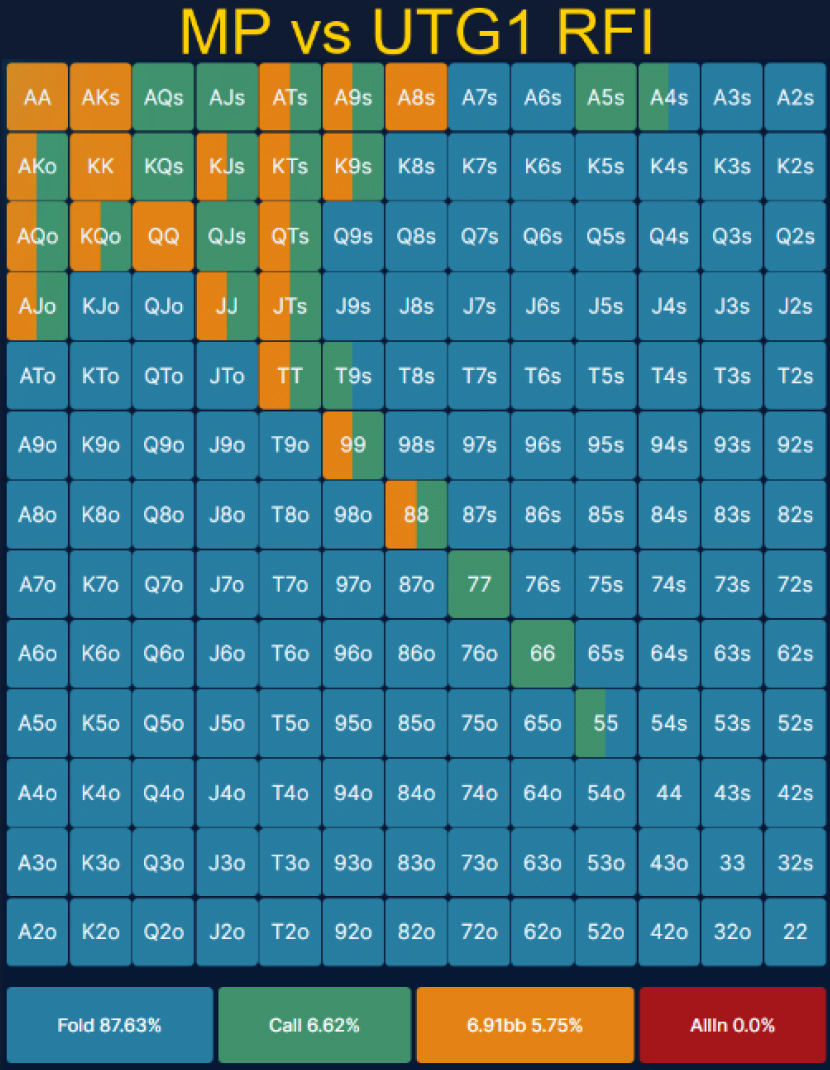 MP vs UTG1 RFI
AA AKs AQs AJs ATs A9s A8s A7s A6s A5s A4s A3s A2s
AKo KK KQs KJs KTs K9s K8s K7s K6s K5s K4s K3s K2s
AQo KQo QQ QJs QTs Q9s Q8s Q7s Q6s Q5s Q4s Q3s Q2s
AJo KJo QJo JJ JTs J9s J8s J7s J6s J5s J4s J3s J2s
ATo KTo QTo JTo TT T9s T8s T7s T6s T5s T4s T3s T2s
A9o K9o Q9o J9o T9o 99 98s 97s 96s 95s 94s 93s 92s
A8o K8o Q8o J8o T8o 98o 88 87s 86s 85s 84s 83s 82s
A7o K7o Q7o J7o T7o 97o 87o 77 76s 75s 74s 73s 72s
A6o K6o Q6o J6o T6o 96o 86o 76o 66 65s 64s 63s 62s
A5o K5o Q5o J5o T5o 95o 85o 75o 65o 55 54s 53s 52s
A4o K4o Q4o J4o T4o 94o 84o 74o 64o 54o 44 43s 42s
A3o K3o Q3o J3o T3o 93o 83o 73o 63o 53o 43o 33 32s
A2o K2o Q2o J2o T2o 92o 82o 72o 62o 52o 42o 32o 22
Fold 87.63% Call 6.62% 6.91bb 5.75% AllIn 0.0%